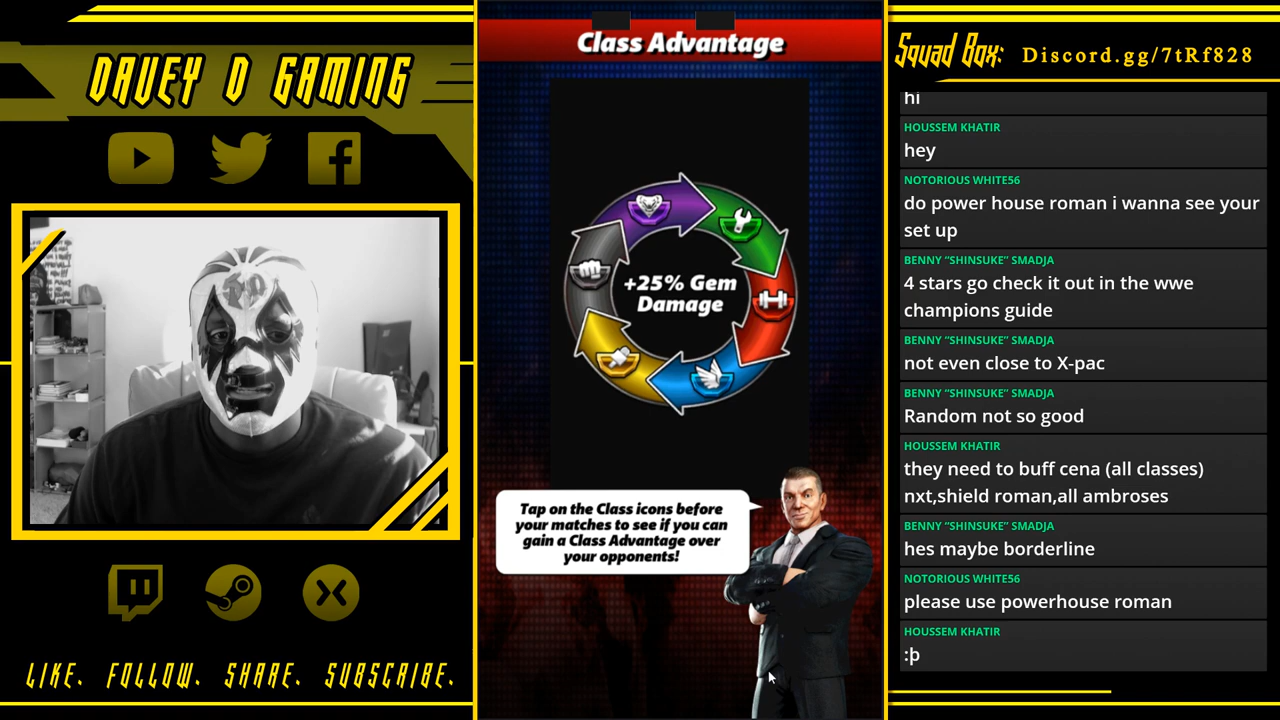 DAVEY D GAMING
LIKE. FOLLOW. SHARE. SUBSCRIBE.
Class Advantage
+25% Gem
Damage
Tap on the Class icons before
your matches to see if you can
gain a Class Advantage over
your opponents!
Squad Box: Discord.gg/7tRf828
hi
HOUSSEM KHATIR
hey
NOTORIOUS WHITE56
do power house roman i wanna see your
set up
BENNY “SHINSUKE” SMADJA
4 stars go check it out in the wwe
champions guide
BENNY “SHINSUKE” SMADJA
not even close to X-pac
BENNY “SHINSUKE” SMADJA
Random not so good
HOUSSEM KHATIR
they need to buff cena (all classes)
nxt,shield roman,all ambroses
BENNY “SHINSUKE” SMADJA
hes maybe borderline
NOTORIOUS WHITE56
please use powerhouse roman
HOUSSEM KHATIR
:þ